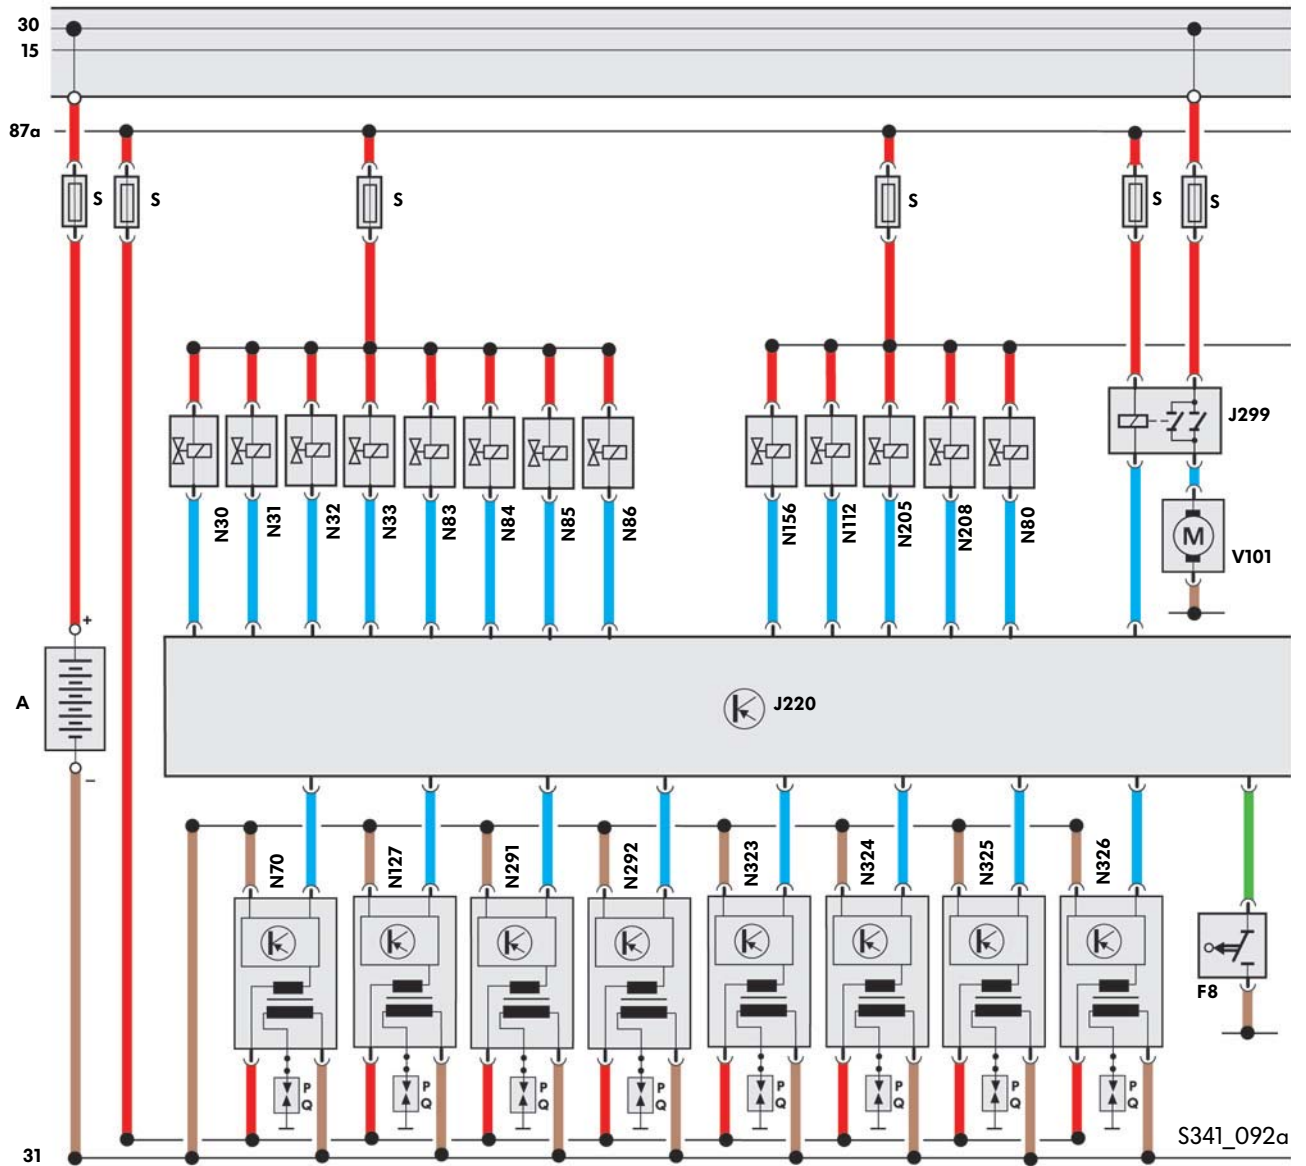 30
15
87a
S S S S S S
J299
N30 N31 N32 N33 N83 N84 N85 N86 N156 N112 N205 N208 N80
M
V101
+
A
J220
−
N70 N127 N291 N292 N323 N324 N325 N326
F8
P P P P P P P P
Q Q Q Q Q Q Q Q
S341_092a
31